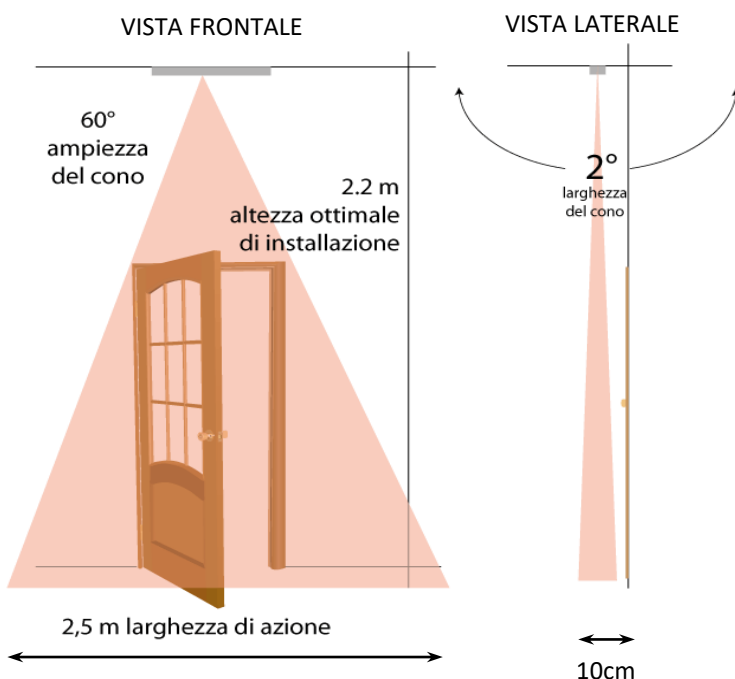 VISTA FRONTALE
VISTA LATERALE
60°
ampiezza
del cono
2.2 m
altezza ottimale
di installazione
2°
larghezza
del cono
2,5 m larghezza di azione
10cm